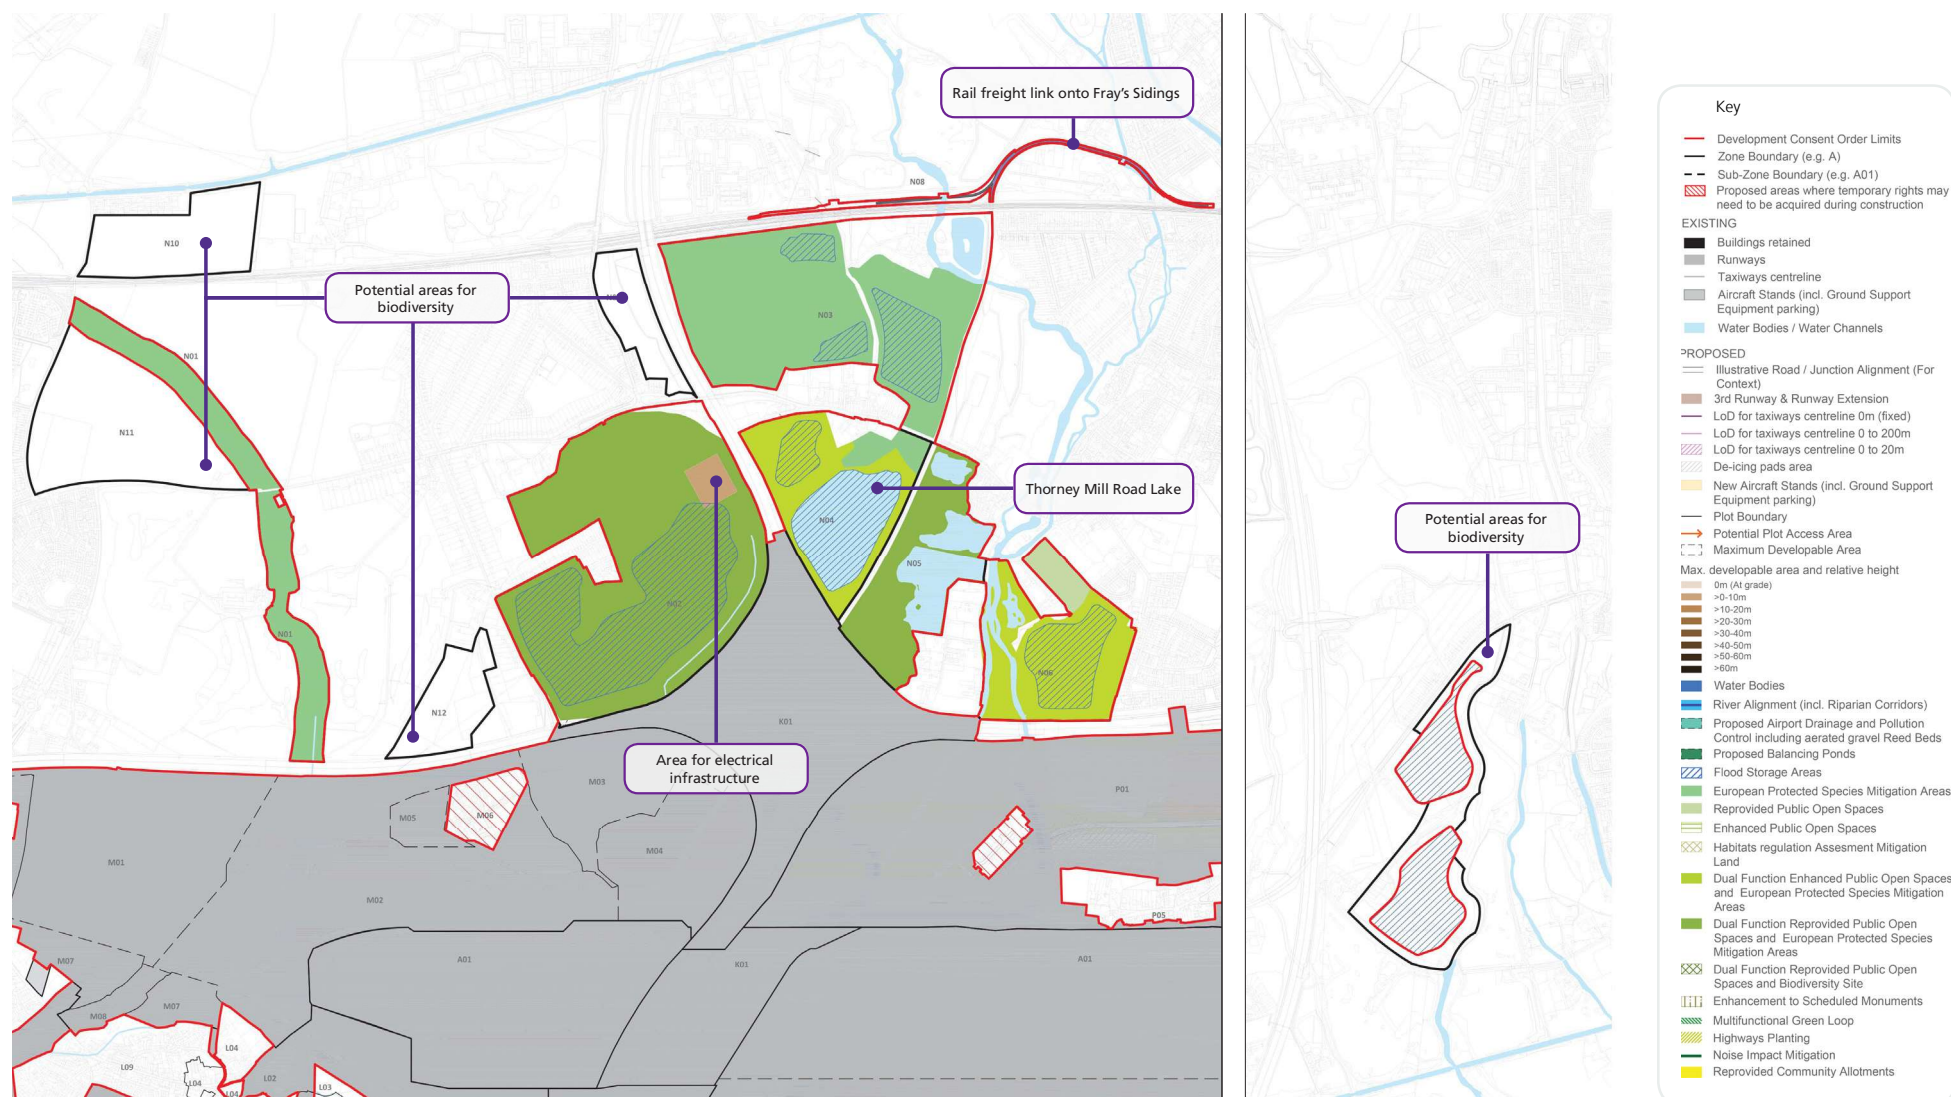 Rail freight link onto Fray's Sidings
N08
N10
Potential areas for
biodiversity
N03
N01
N11
Thorney Mill Road Lake
N04
N05
N02
N01
N06
N12
K01
Area for electrical
infrastructure
M03
P01
M05
M06
M04
M01
M02
P05
A01
K01
A01
M07
M07
M08
L04
L09
L02
L04
L03
L04
Potential areas for
biodiversity
Key
Development Consent Order Limits
Zone Boundary (e.g. A)
Sub-Zone Boundary (e.g. A01)
Proposed areas where temporary rights may
need to be acquired during construction
EXISTING
Buildings retained
Runways
Taxiways centreline
Aircraft Stands (incl. Ground Support
Equipment parking)
Water Bodies / Water Channels
PROPOSED
Illustrative Road / Junction Alignment (For
Context)
3rd Runway & Runway Extension
LoD for taxiways centreline 0m (fixed)
LoD for taxiways centreline 0 to 200m
LoD for taxiways centreline 0 to 20m
De-icing pads area
New Aircraft Stands (incl. Ground Support
Equipment parking)
Plot Boundary
Potential Plot Access Area
Maximum Developable Area
Max. developable area and relative height
0m (At grade)
>0-10m
>10-20m
>20-30m
>30-40m
>40-50m
>50-60m
>60m
Water Bodies
River Alignment (incl. Riparian Corridors)
Proposed Airport Drainage and Pollution
Control including aerated gravel Reed Beds
Proposed Balancing Ponds
Flood Storage Areas
European Protected Species Mitigation Areas
Reprovided Public Open Spaces
Enhanced Public Open Spaces
Habitats regulation Assesment Mitigation
Land
Dual Function Enhanced Public Open Spaces
and European Protected Species Mitigation
Areas
Dual Function Reprovided Public Open
Spaces and European Protected Species
Mitigation Areas
Dual Function Reprovided Public Open
Spaces and Biodiversity Site
Enhancement to Scheduled Monuments
Multifunctional Green Loop
Highways Planting
Noise Impact Mitigation
Reprovided Community Allotments